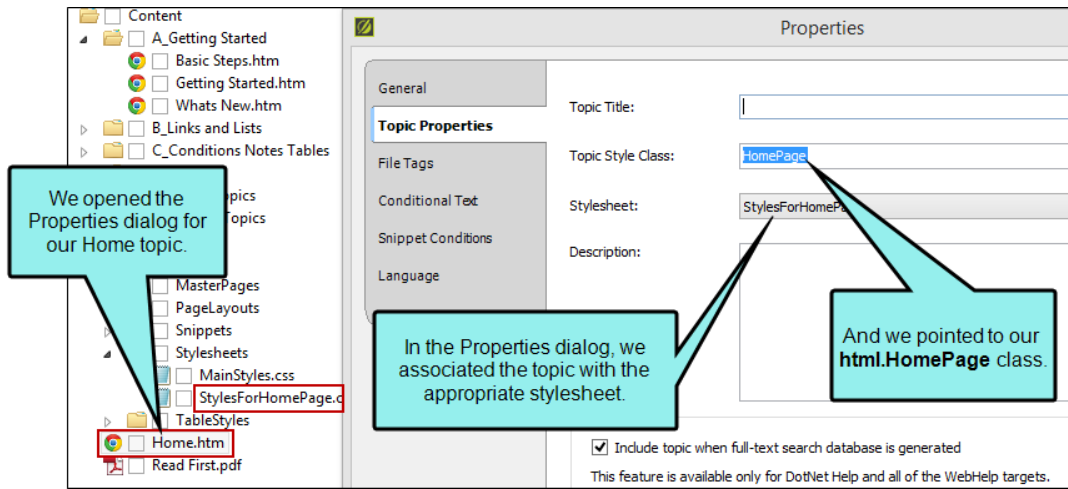 Content
A_Getting Started
Basic Steps.htm
Getting Started.htm
Whats New.htm
B_Links and Lists
C_Conditions Notes Tables
opics
Topics
MasterPages
PageLayouts
Snippets
Stylesheets
MainStyles.css
StylesForHomePage.c
TableStyles
Home.htm
Read First.pdf
We opened the
Properties dialog for
our Home topic.
Properties
General
Topic Properties
File Tags
Conditional Text
Snippet Conditions
Language
Topic Title:
Topic Style Class:
HomePage
Stylesheet:
StylesForHomePa
Description:
In the Properties dialog, we
associated the topic with the
appropriate stylesheet.
And we pointed to our
html.HomePage class.
Include topic when full-text search database is generated
This feature is available only for DotNet Help and all of the WebHelp targets.